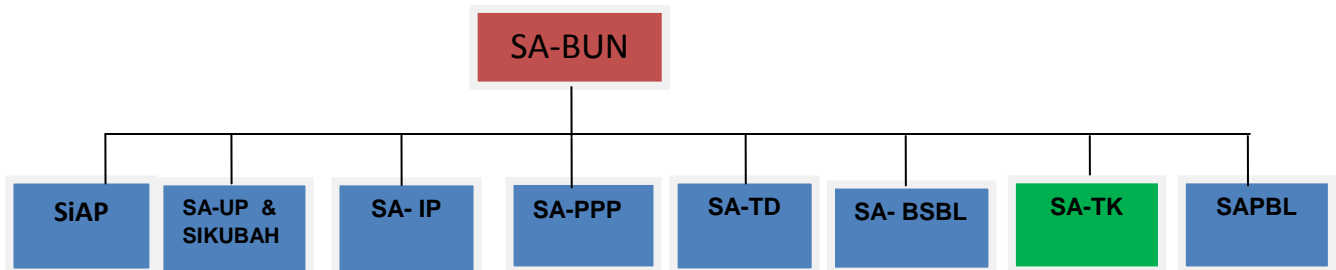 SA-BUN
SiAP
SA-UP & 
SIKUBAH
SA- IP
SA-PPP
SA-TD
SA- BSBL
SA-TK
SAPBL